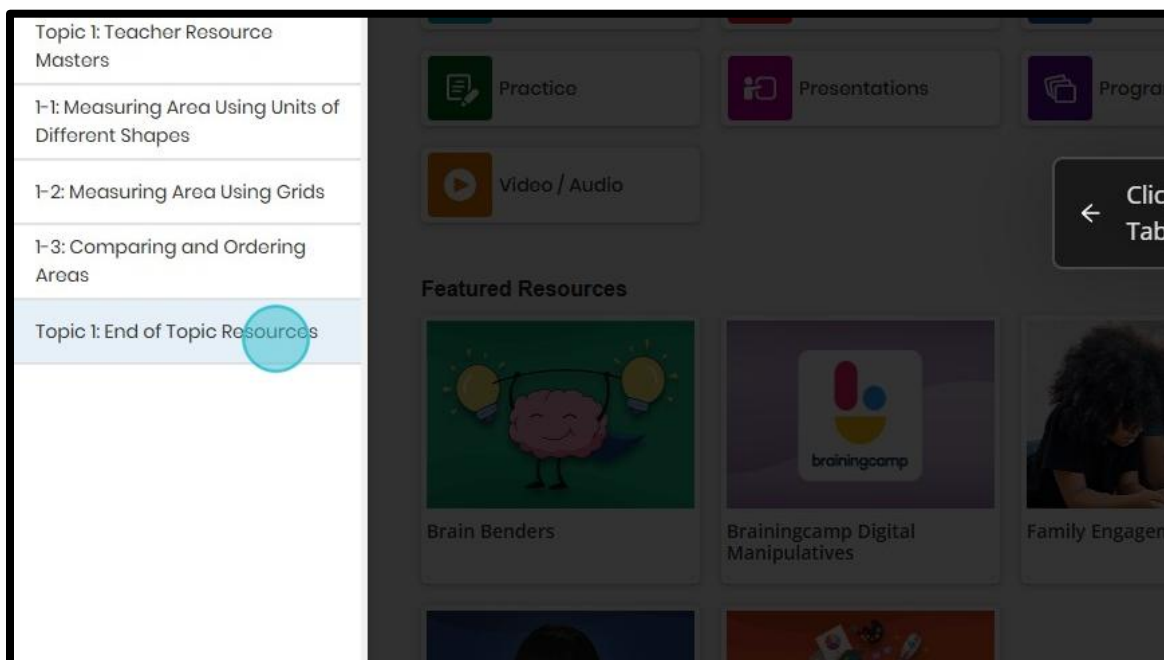 Topic 1: Teacher Resource
Masters
1-1: Measuring Area Using Units of
Different Shapes
1-2: Measuring Area Using Grids
1-3: Comparing and Ordering
Areas
Topic 1: End of Topic Resources
Practice
Presentations
Video / Audio
Featured Resources
brainingcamp
Brain Benders
Brainingcamp Digital
Manipulatives
Family